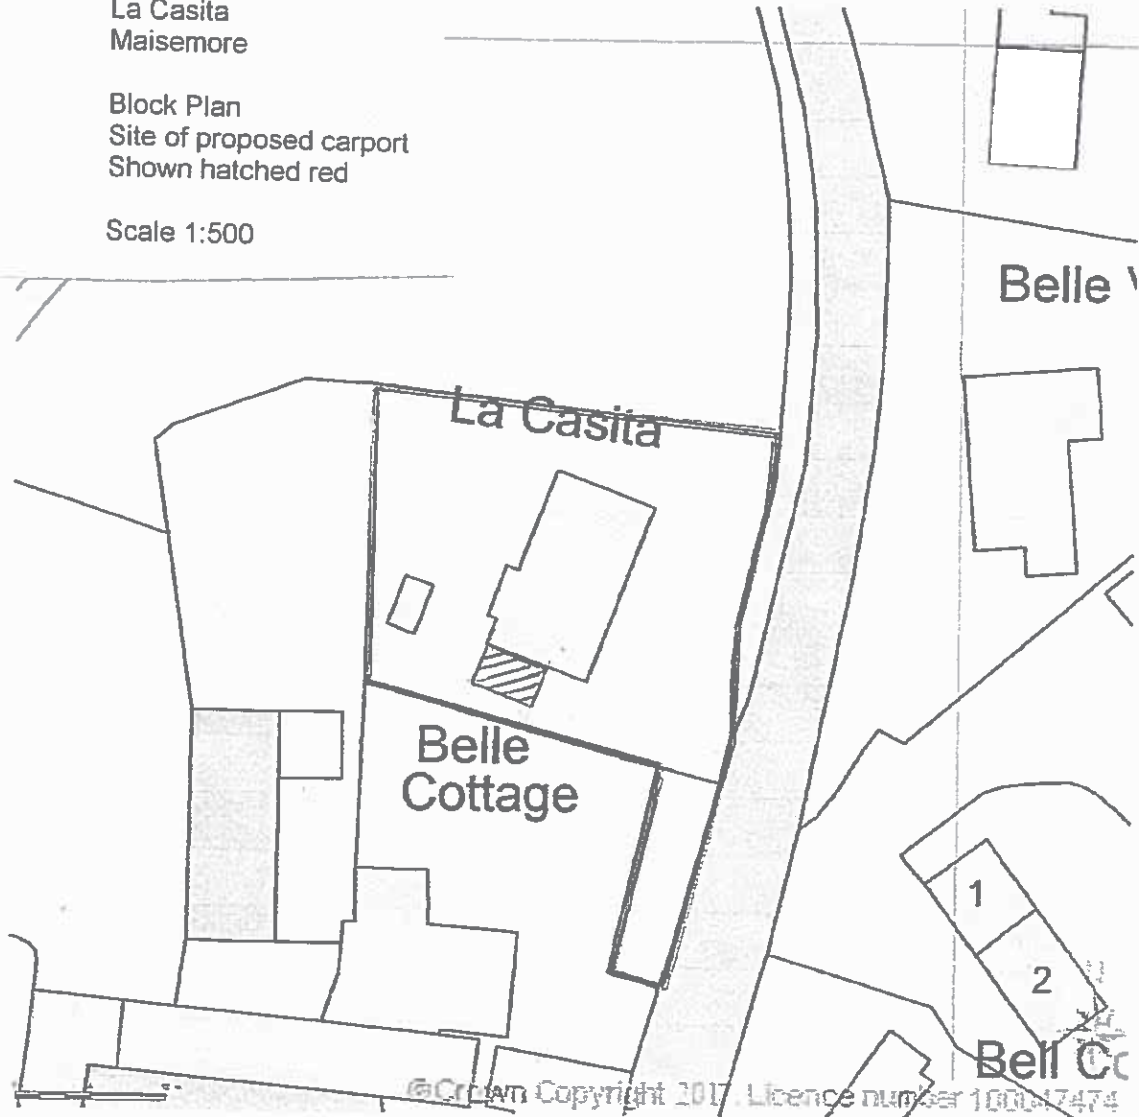 La Casita
Maisemore
Block Plan
Site of proposed carport
Shown hatched red
Scale 1:500
Belle
La Casita
Belle
Cottage
1
2
Bell
©Crown Copyright 2017. Licence number